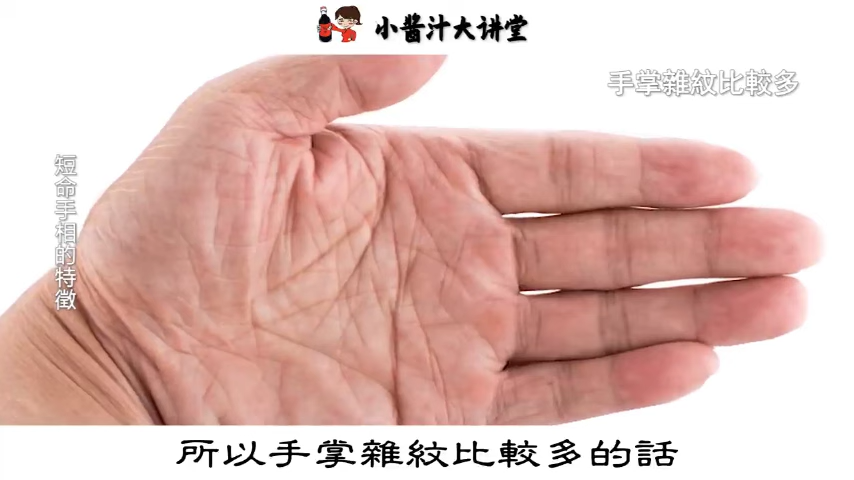 小酱汁大讲堂
手掌雜紋比較多
短命手相的特徵
所以手掌雜紋比較多的話